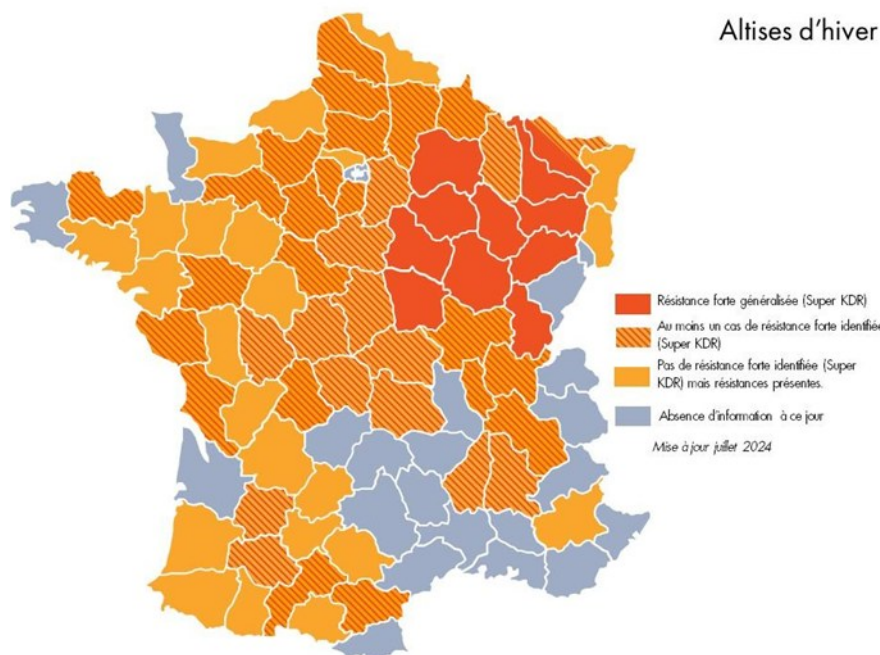 Altises d'hiver
Résistance forte généralisée (Super KDR)
Au moins un cas de résistance forte identifiée
(Super KDR)
Pas de résistance forte identifiée (Super
KDR) mais résistances présentes.
Absence d'information à ce jour
Mise à jour juillet 2024